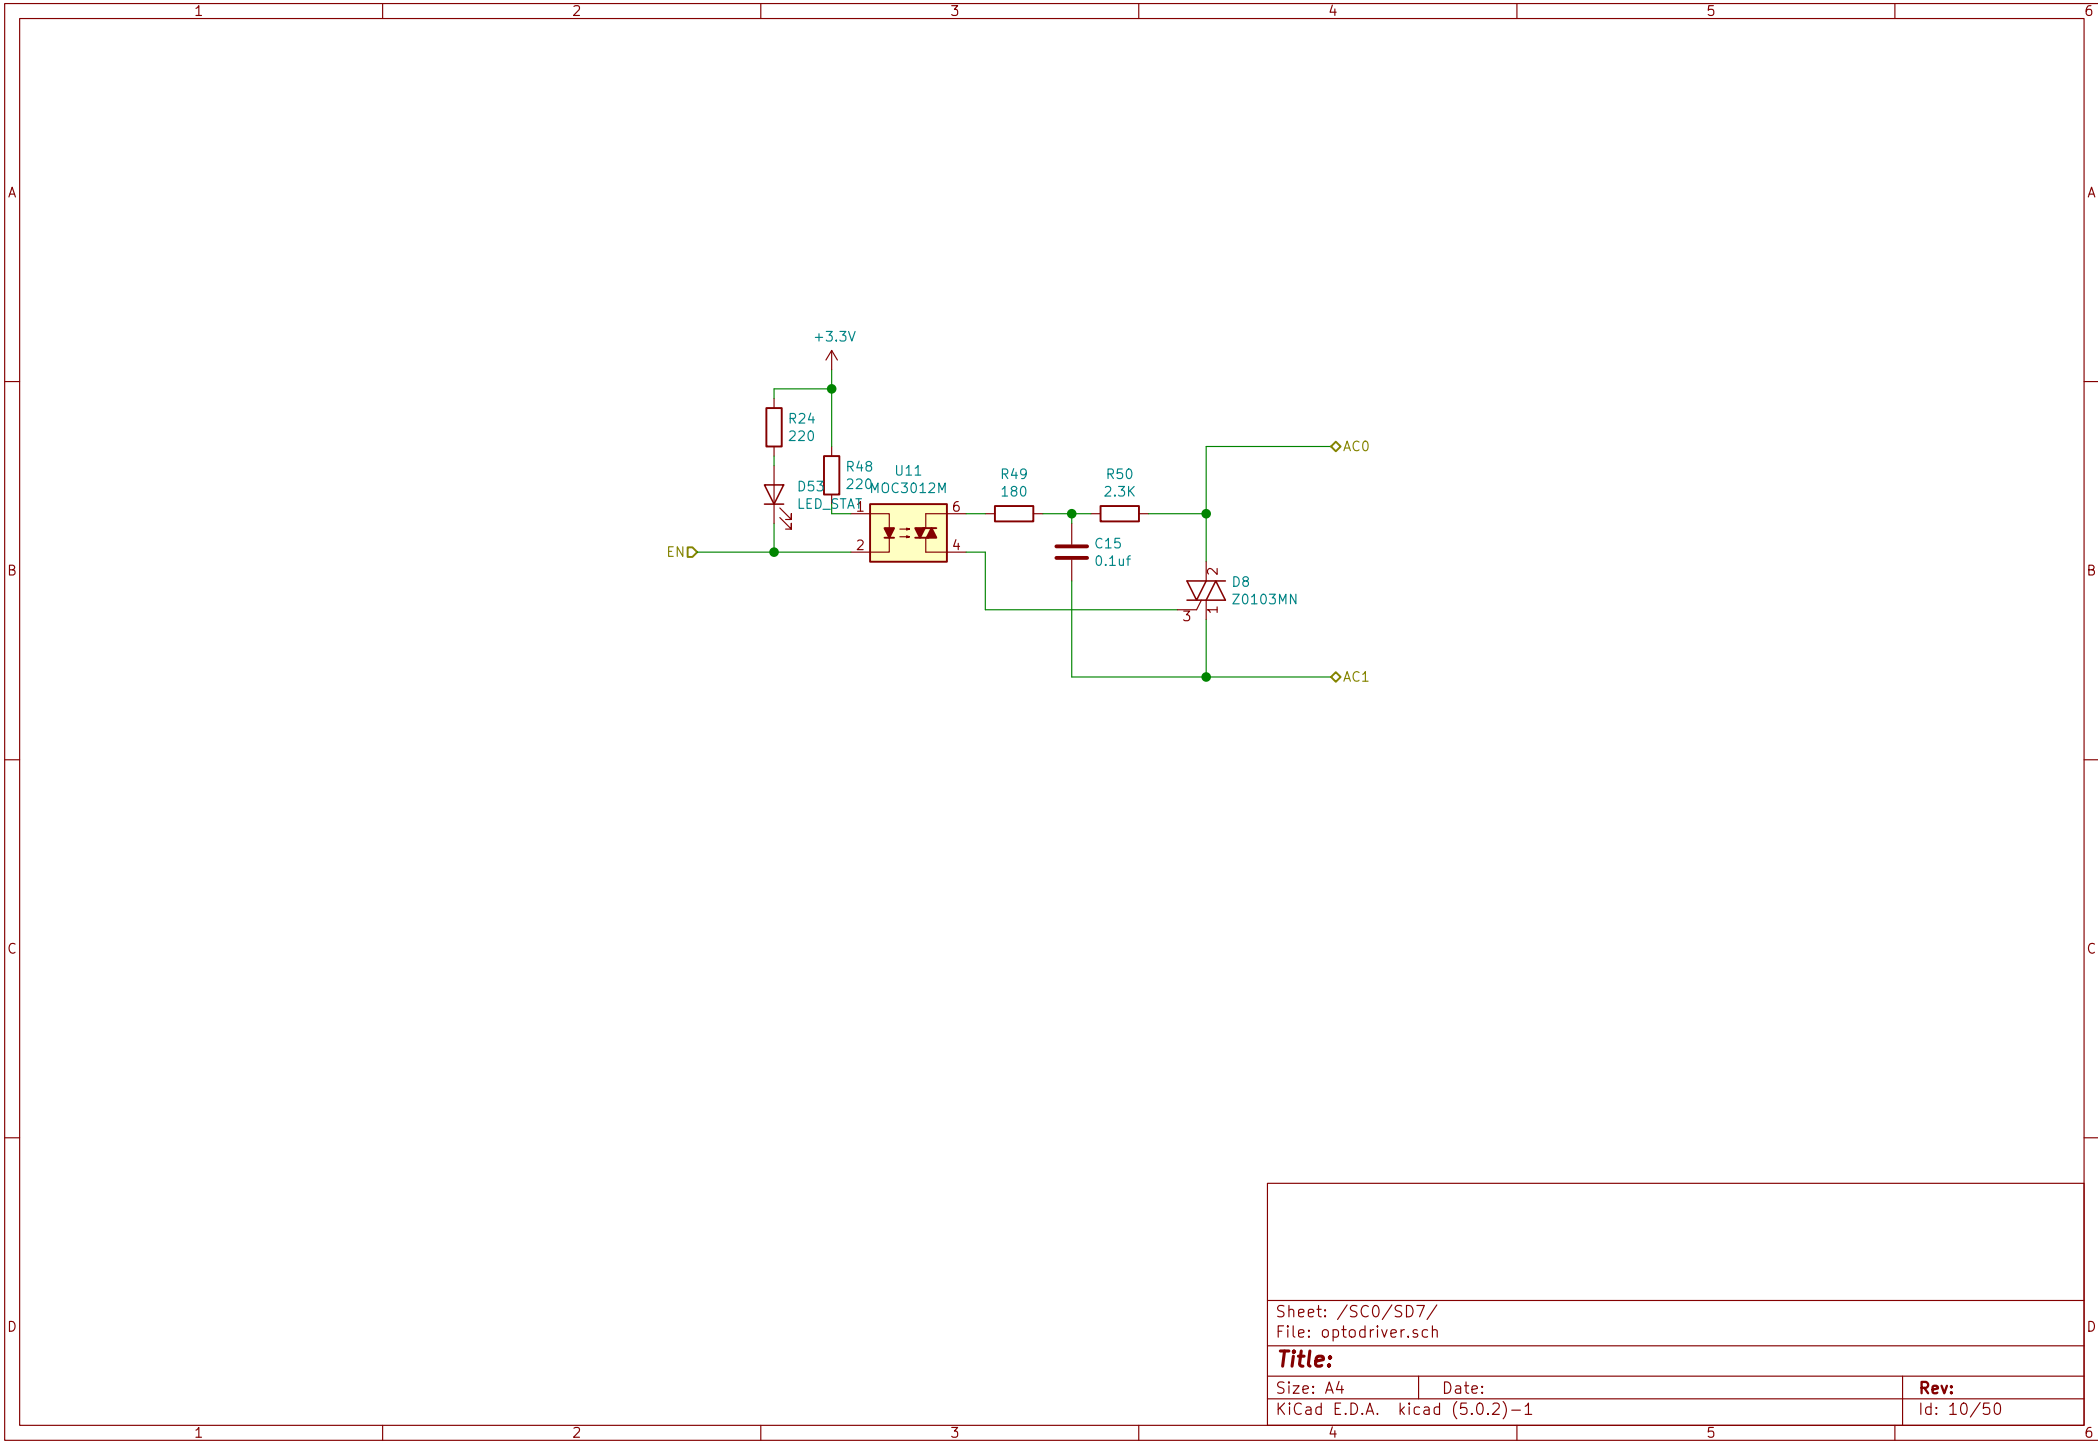 1 2 3 4 5 6
A A
+3.3V
R24
220
AC0
R48
220
U11
MOC3012M
R49
180
R50
2.3K
D53
LED_STAT
1
6
EN
2
4
C15
0.1uf
B B
2
D8
Z0103MN
3
1
AC1
C C
Sheet: /SC0/SD7/
File: optodriver.sch
D D
Title:
Size: A4
Date:
Rev:
KiCad E.D.A. kicad (5.0.2)-1
Id: 10/50
1 2 3 4 5 6